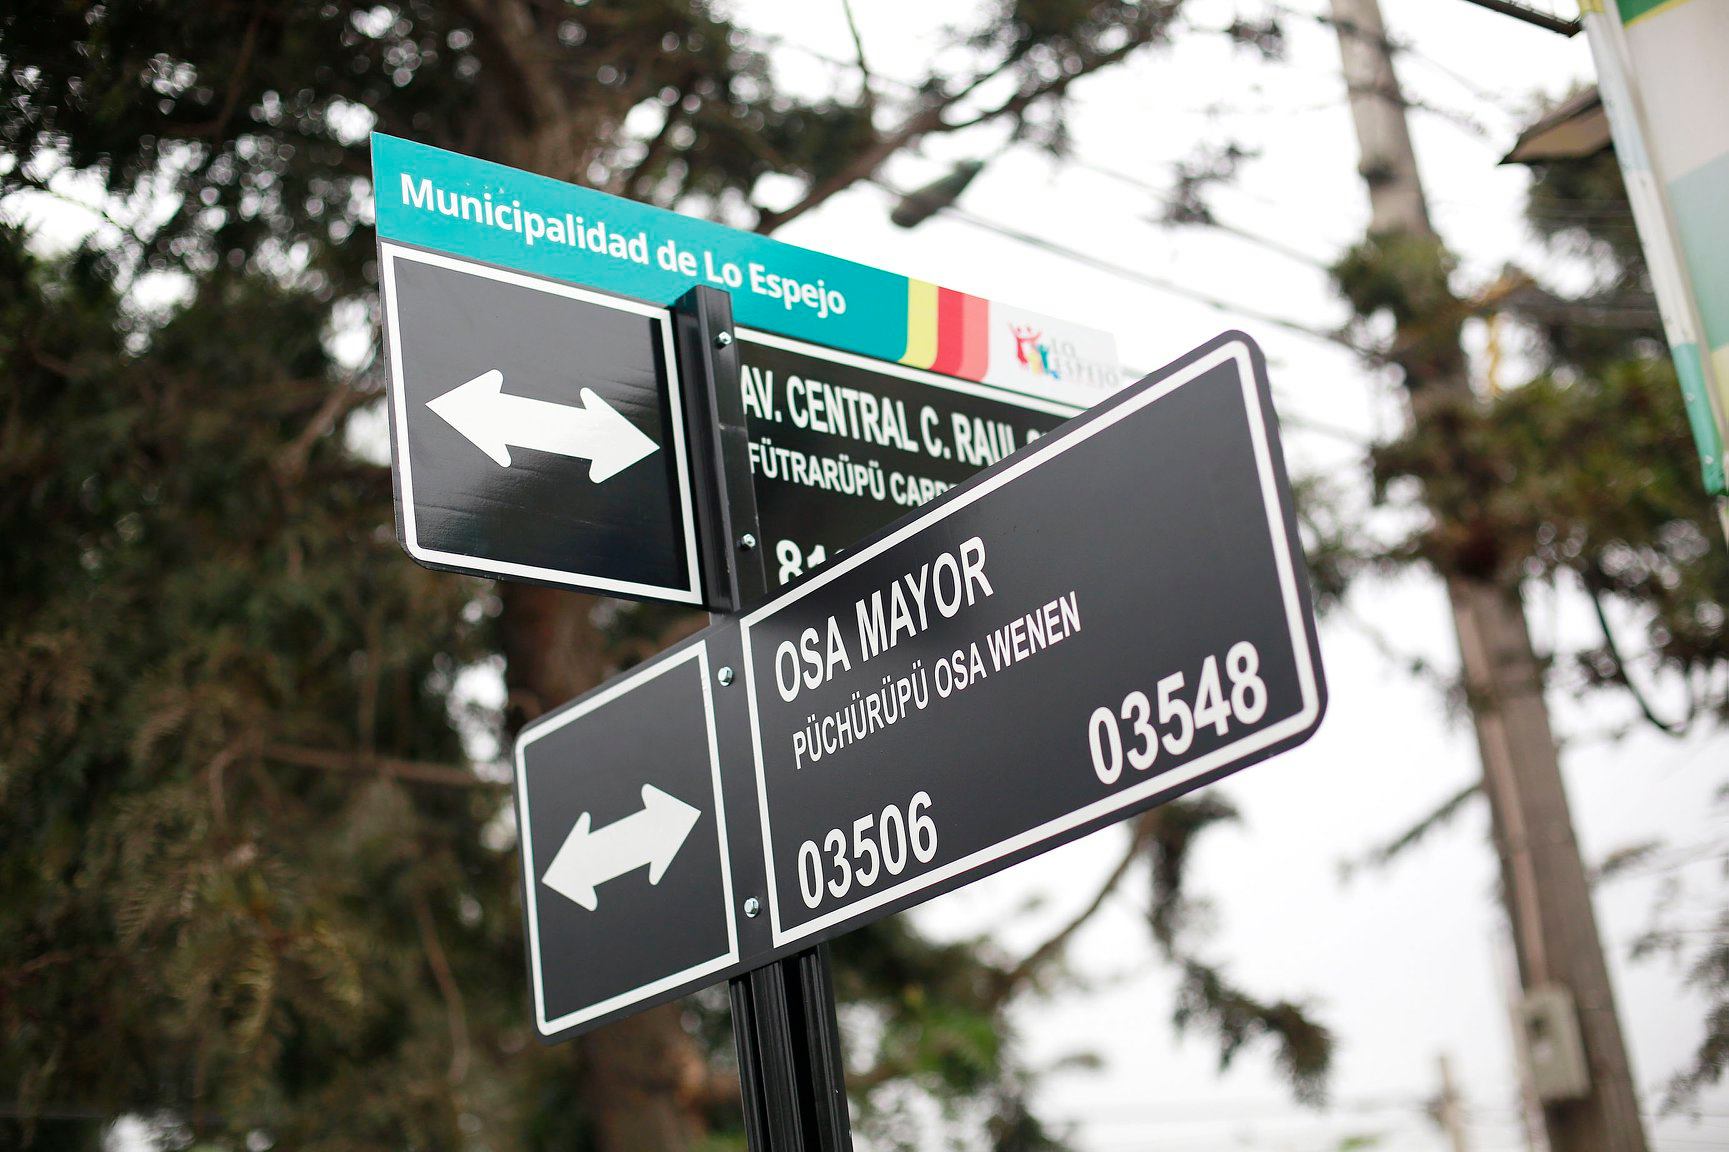 Municipalidad de Lo Espejo
LO
ESPEJO
AV. CENTRAL C. RAUL
FÜTRARÜPÜ
OSA MAYOR
PÜCHÜRÜPÜ OSA WENEN
03548
03506